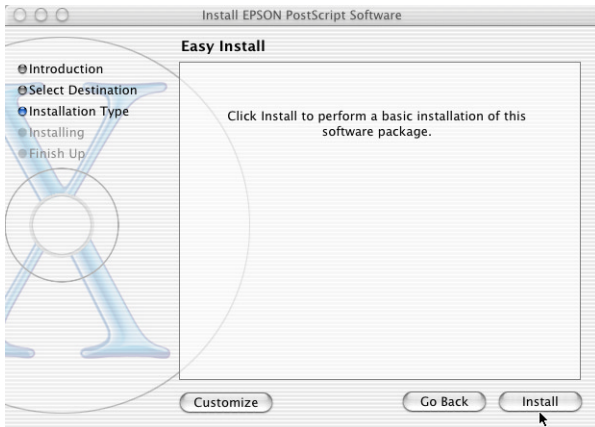 Install EPSON PostScript Software
Easy Install
Introduction
Select Destination
Installation Type
Installing
Finish Up
Click Install to perform a basic installation of this
software package.
Customize
Go Back
Install